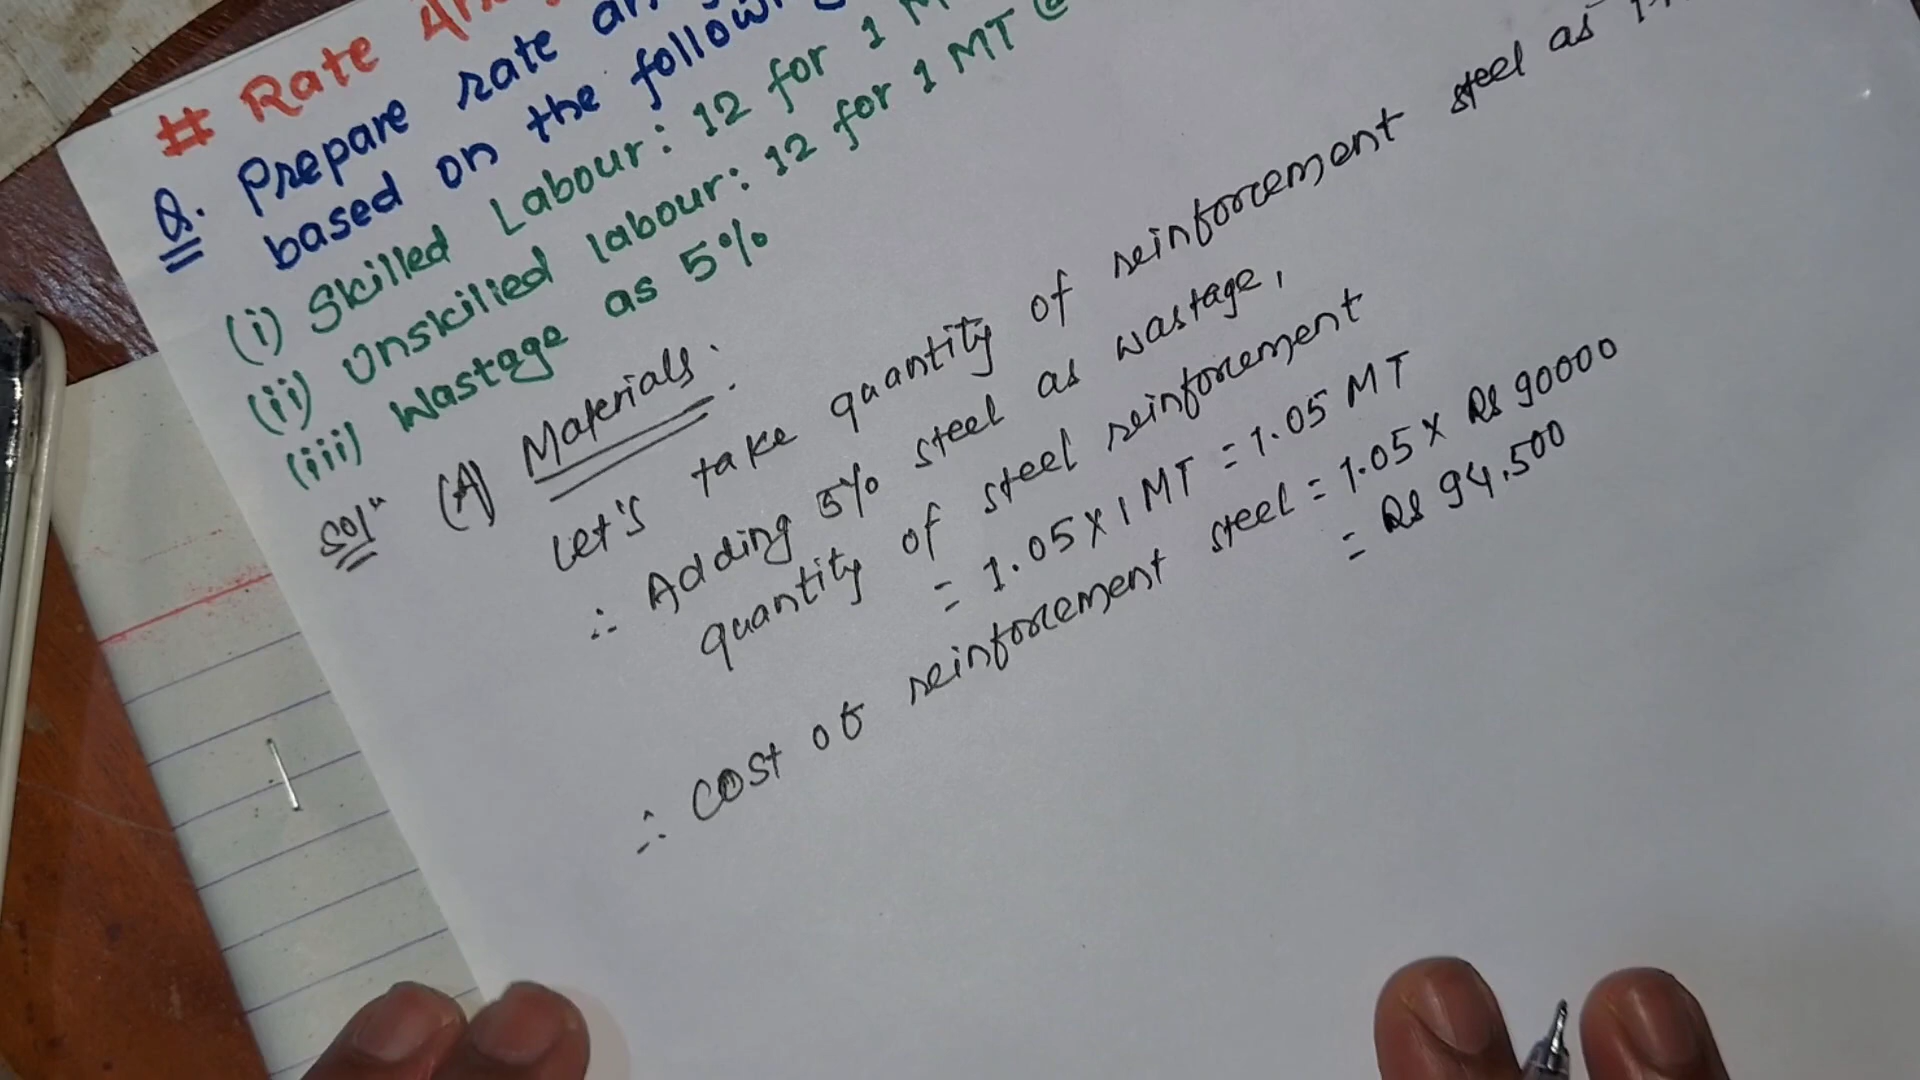 # Rate
Q. Prepare rate
based on the
(i) Skilled Labour: 12 for 1
(ii) Unskilled labour: 12 for 1 MT @
(iii) Wastage as 5%
Solⁿ (A) Materials:
Let's take quantity of reinforcement steel as
∴ Adding 5% steel as wastage,
quantity of steel reinforcement
= 1.05 x 1 MT = 1.05 MT
∴ cost of reinforcement steel = 1.05 x Rs 90000
= Rs 94,500